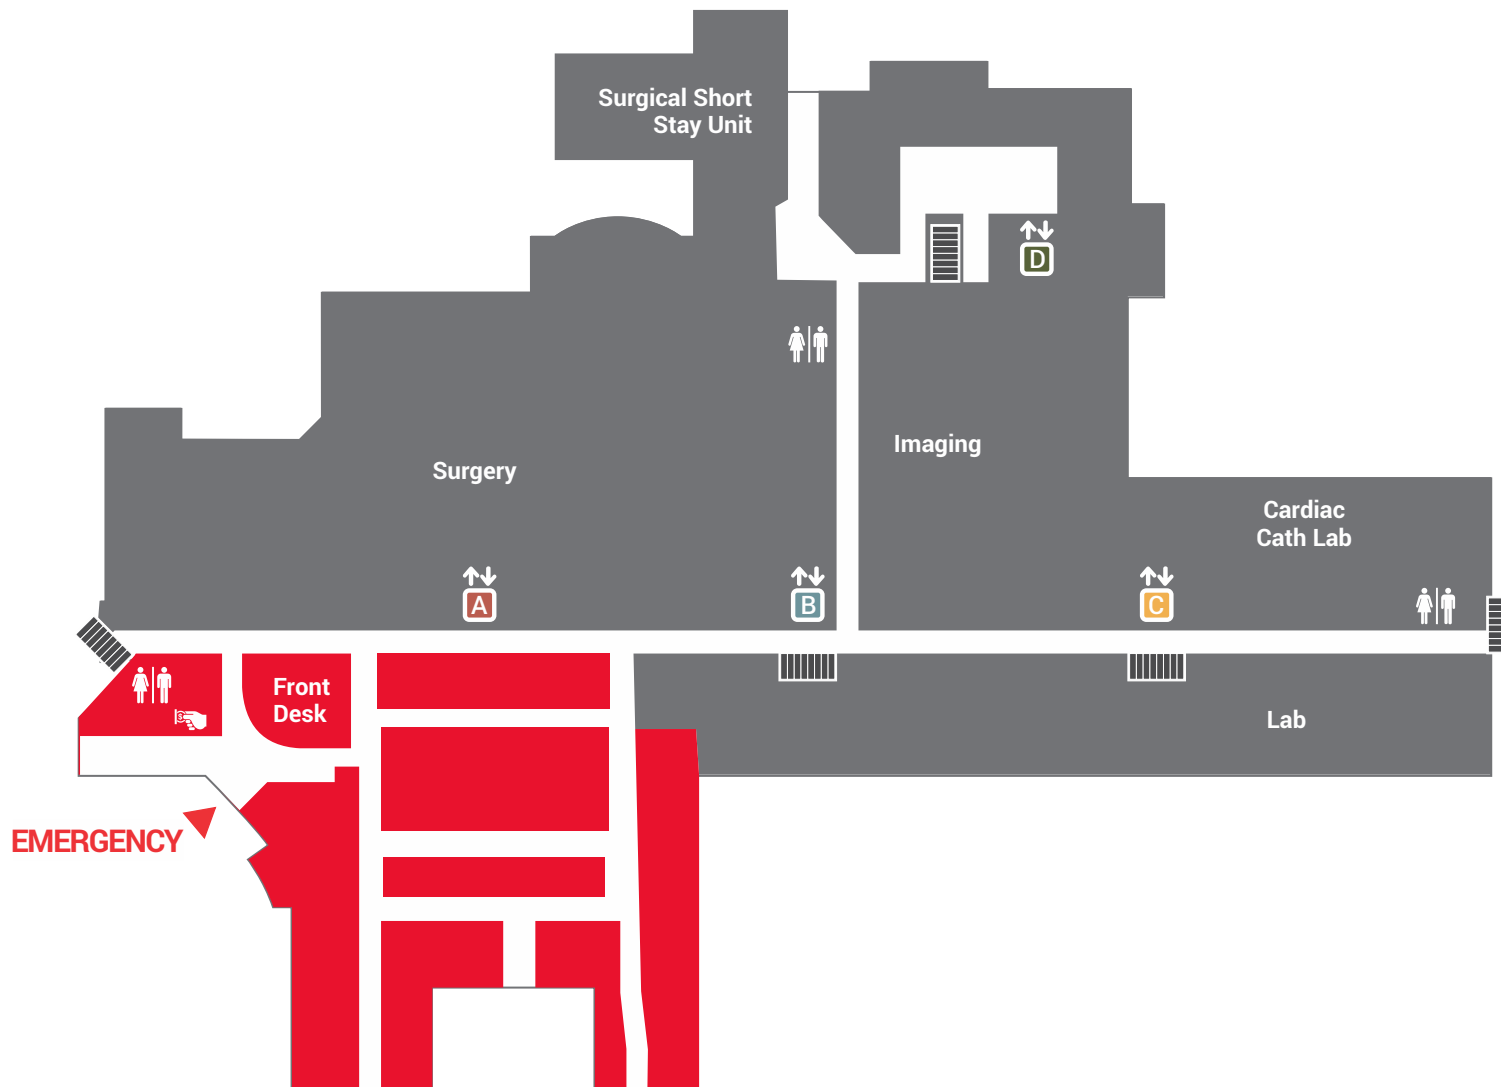 Surgical Short
Stay Unit
D
Imaging
Surgery
Cardiac
Cath Lab
A
B
C
Front
Desk
$
Lab
EMERGENCY